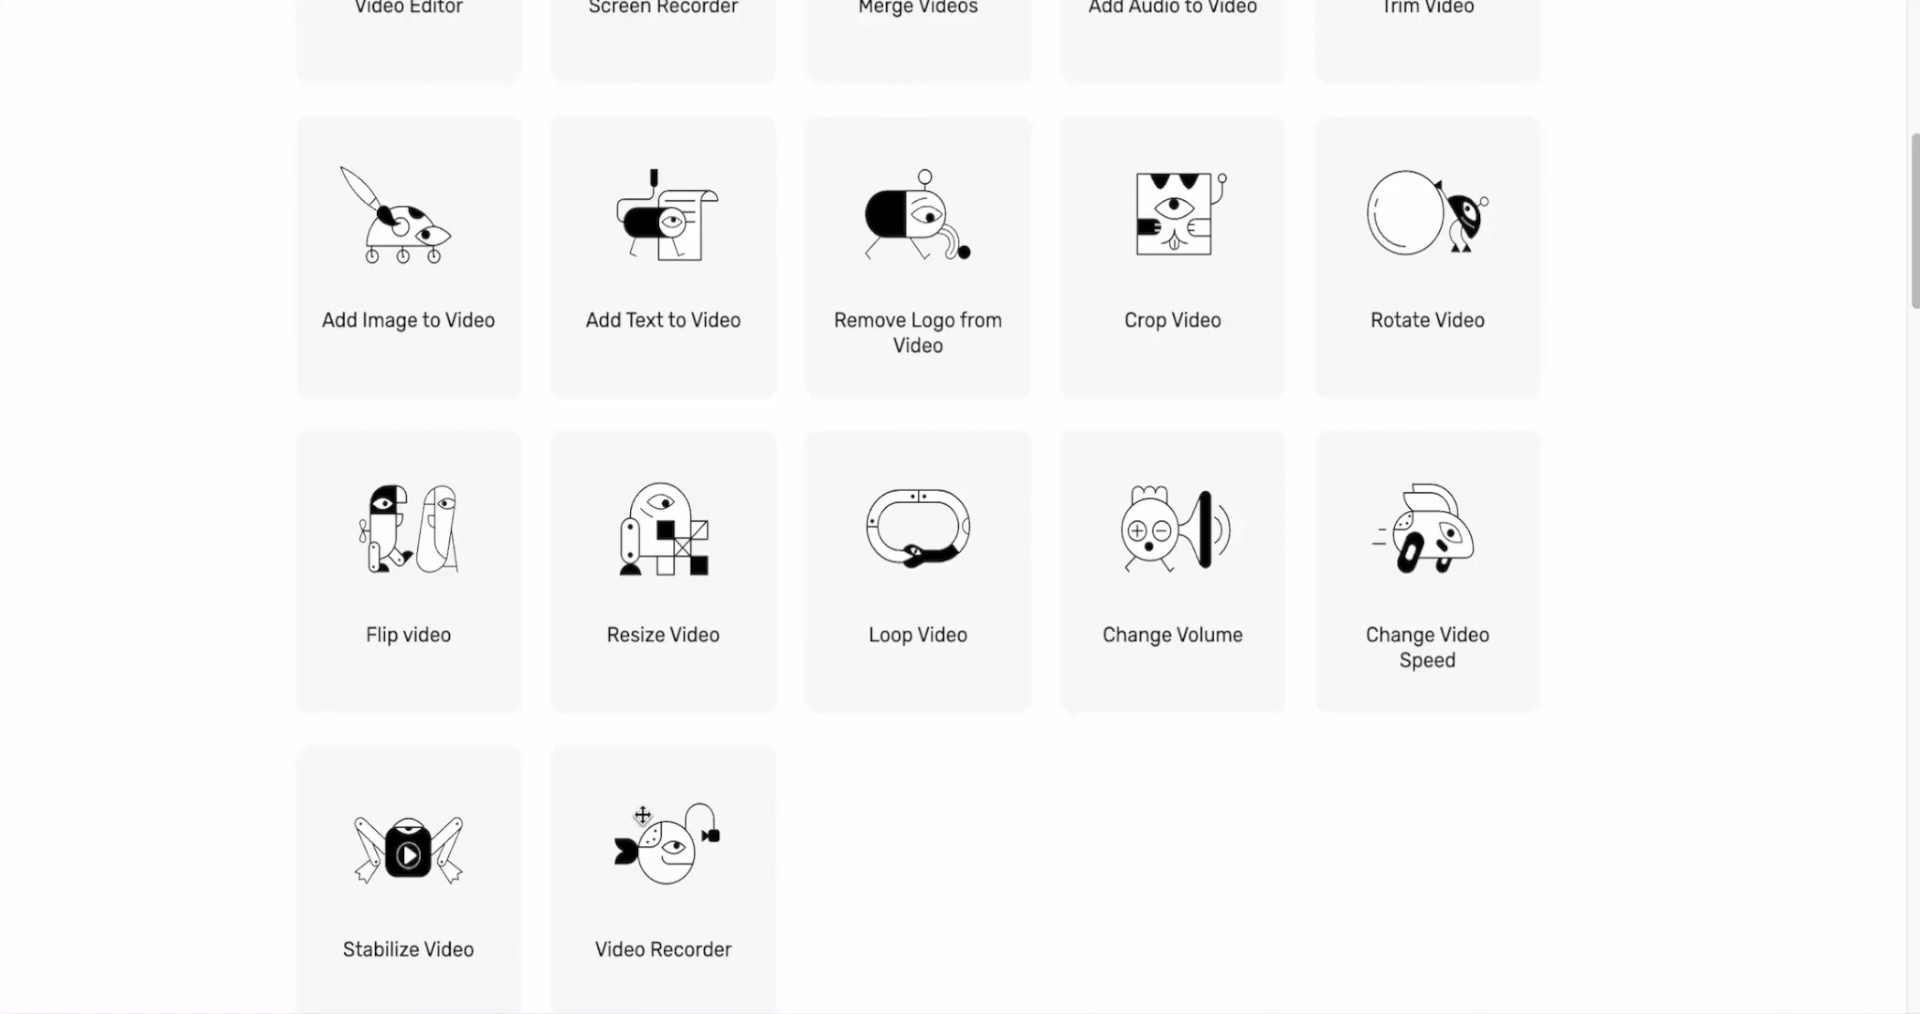 Video Editor
Screen Recorder
Merge Videos
Add Audio to Video
Trim Video
Add Image to Video
Add Text to Video
Remove Logo from
Video
Crop Video
Rotate Video
Flip video
Resize Video
Loop Video
Change Volume
Change Video
Speed
Stabilize Video
Video Recorder